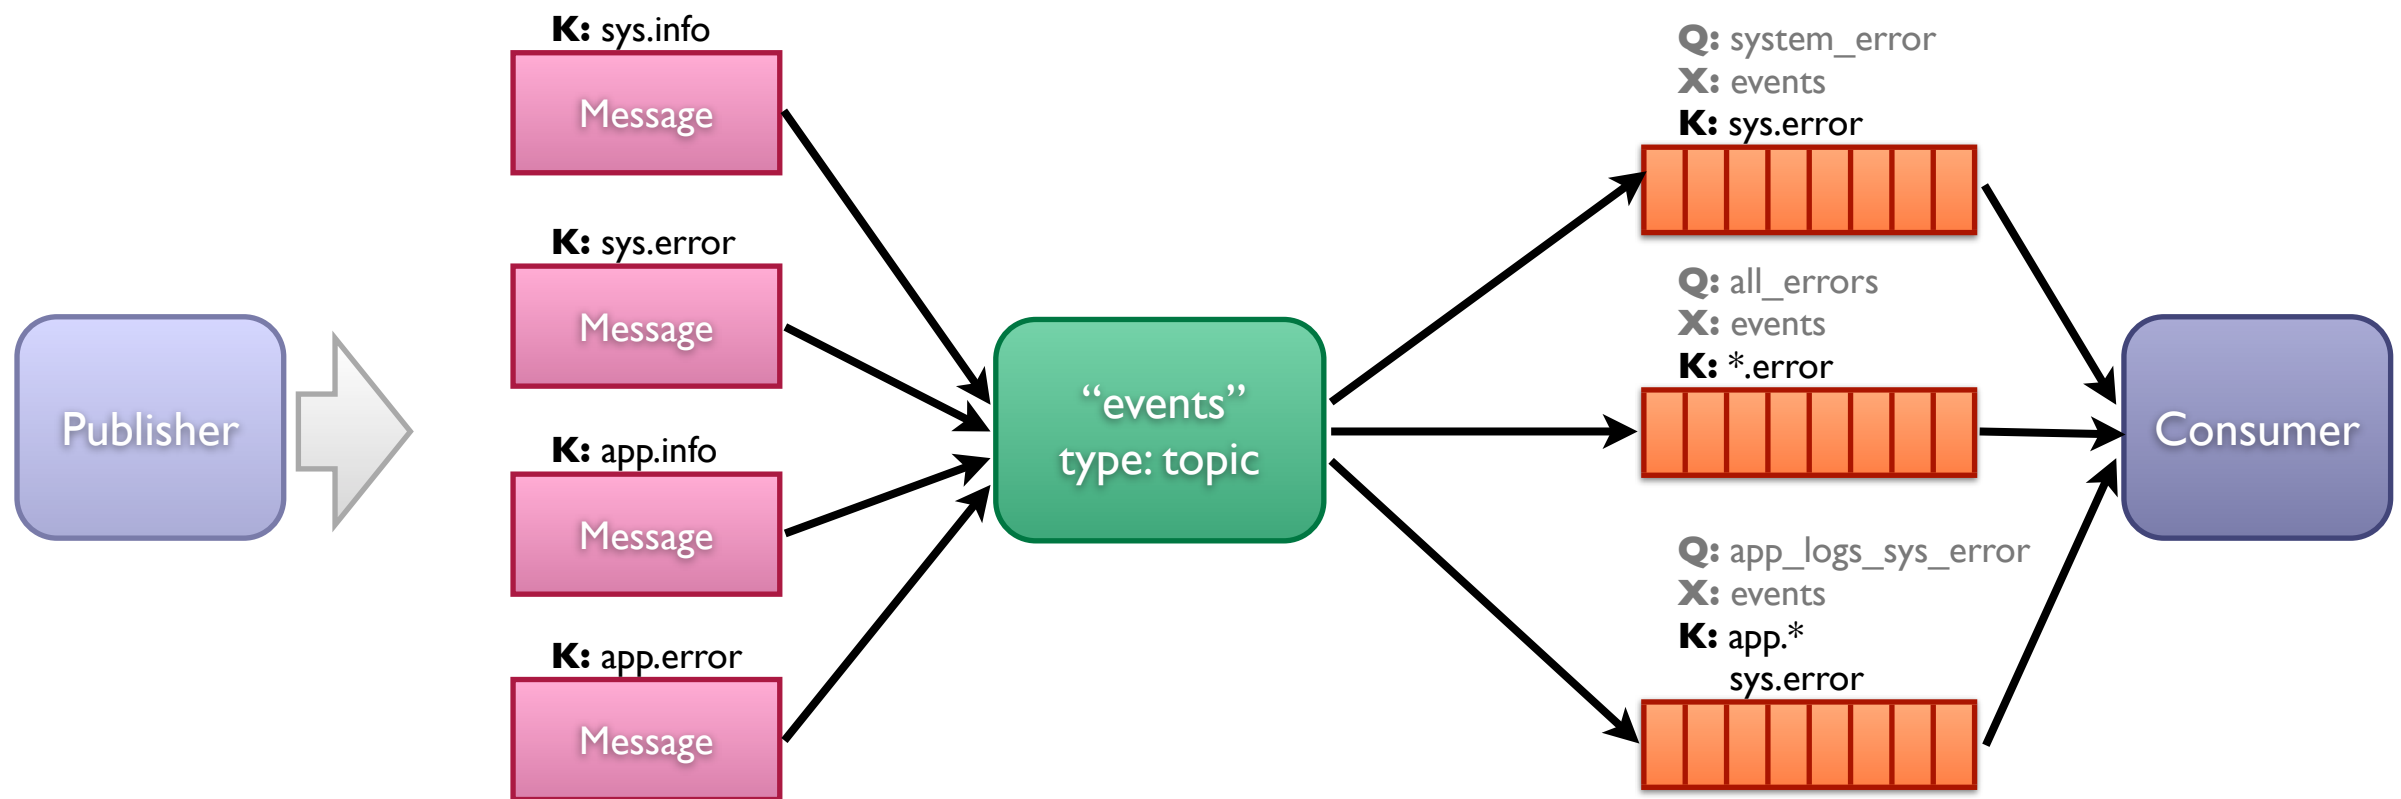 Publisher
K: sys.info
Message
K: sys.error
Message
K: app.info
Message
K: app.error
Message
“events”
type: topic
Q: system_error
X: events
K: sys.error
Q: all_errors
X: events
K: *.error
Q: app_logs_sys_error
X: events
K: app.*
sys.error
Consumer